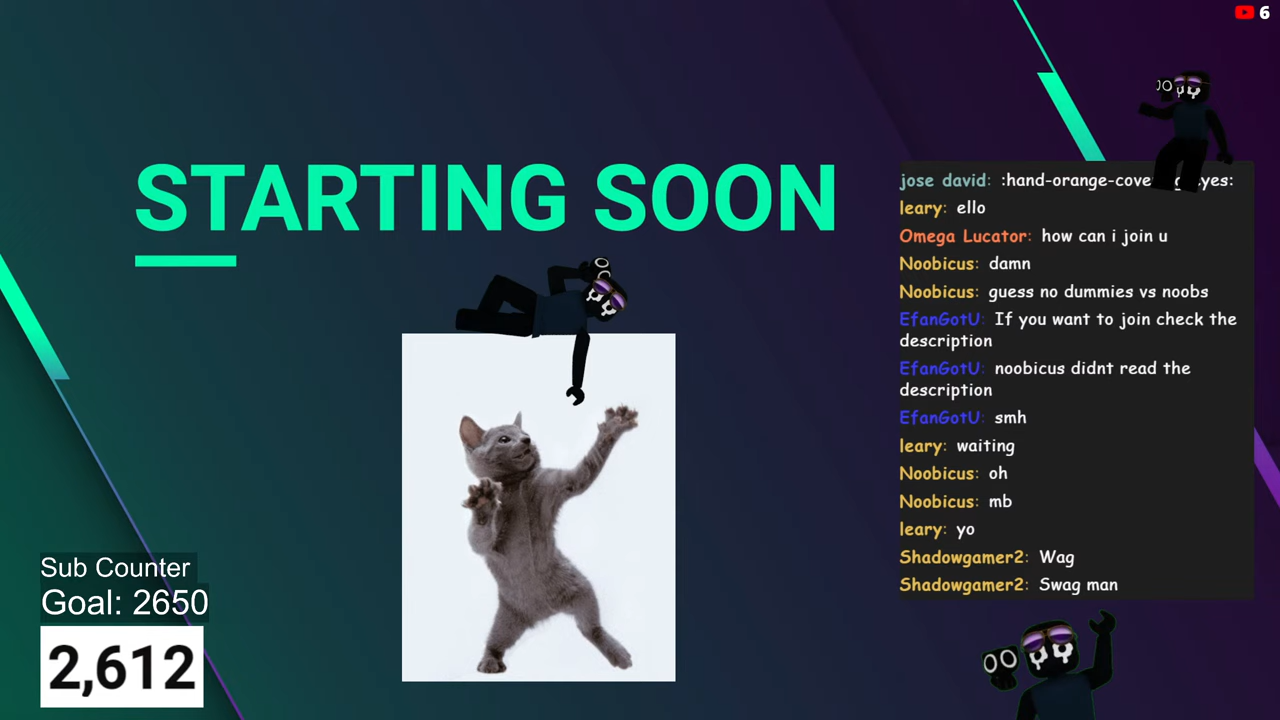 6
STARTING SOON
jose david: :hand-orange-cove yes:
leary: ello
Omega Lucator: how can i join u
Noobicus: damn
Noobicus: guess no dummies vs noobs
EfanGotU: If you want to join check the
description
EfanGotU: noobicus didnt read the
description
EfanGotU: smh
leary: waiting
Noobicus: oh
Noobicus: mb
leary: yo
Shadowgamer2: Wag
Shadowgamer2: Swag man
Sub Counter
Goal: 2650
2,612